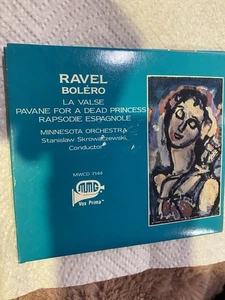 RAVEL
BOLÉRO
LA VALSE
PAVANE FOR A DEAD PRINCESS
RAPSODIE ESPAGNOLE
MINNESOTA ORCHESTRA
Stanislaw Skrowaczewski,
Conductor
MWCD 7144
MMG
Vox Prima™